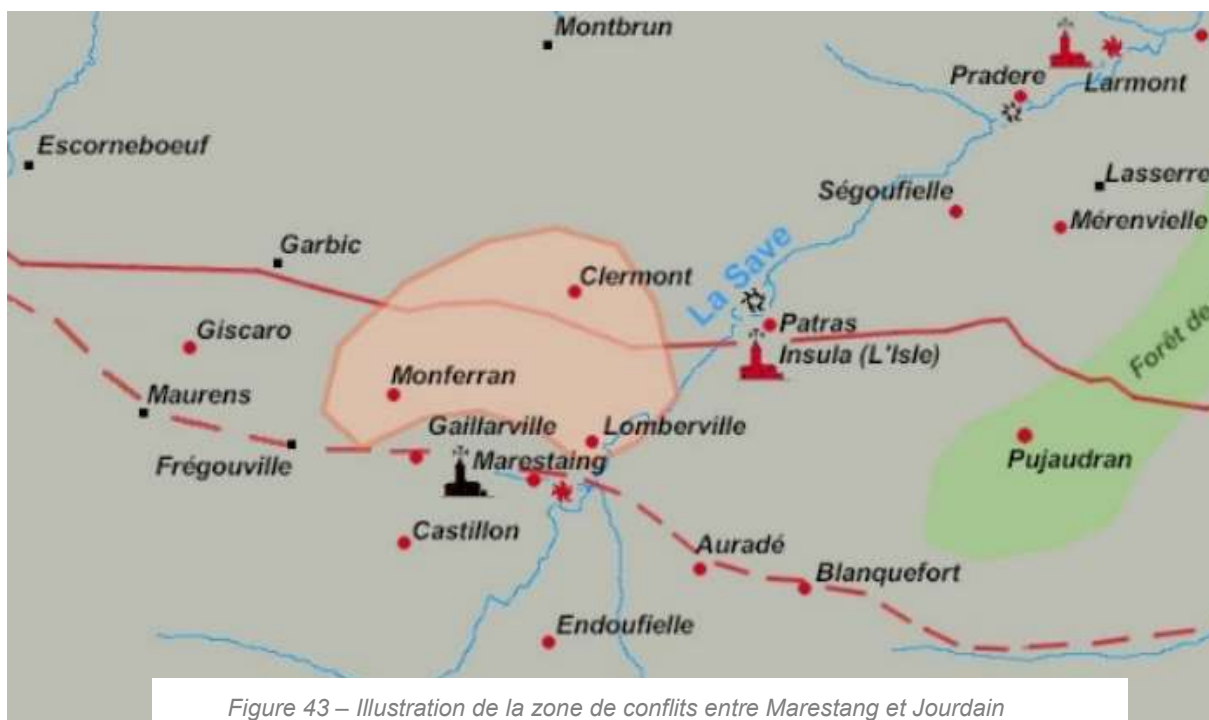 Montbrun
Pradere
Larmont
Escorneboeuf
Lasserre
Ségoufielle
Mérenvielle
Garbic
La Save
Clermont
Forêt de
Giscaro
Patras
Insula (L'Isle)
Monferran
Maurens
Gaillarville
Lomberville
Frégouville
Marestaing
Pujaudran
Castillon
Auradé
Blanquefort
Endoufielle
Figure 43 – Illustration de la zone de conflits entre Marestang et Jourdain